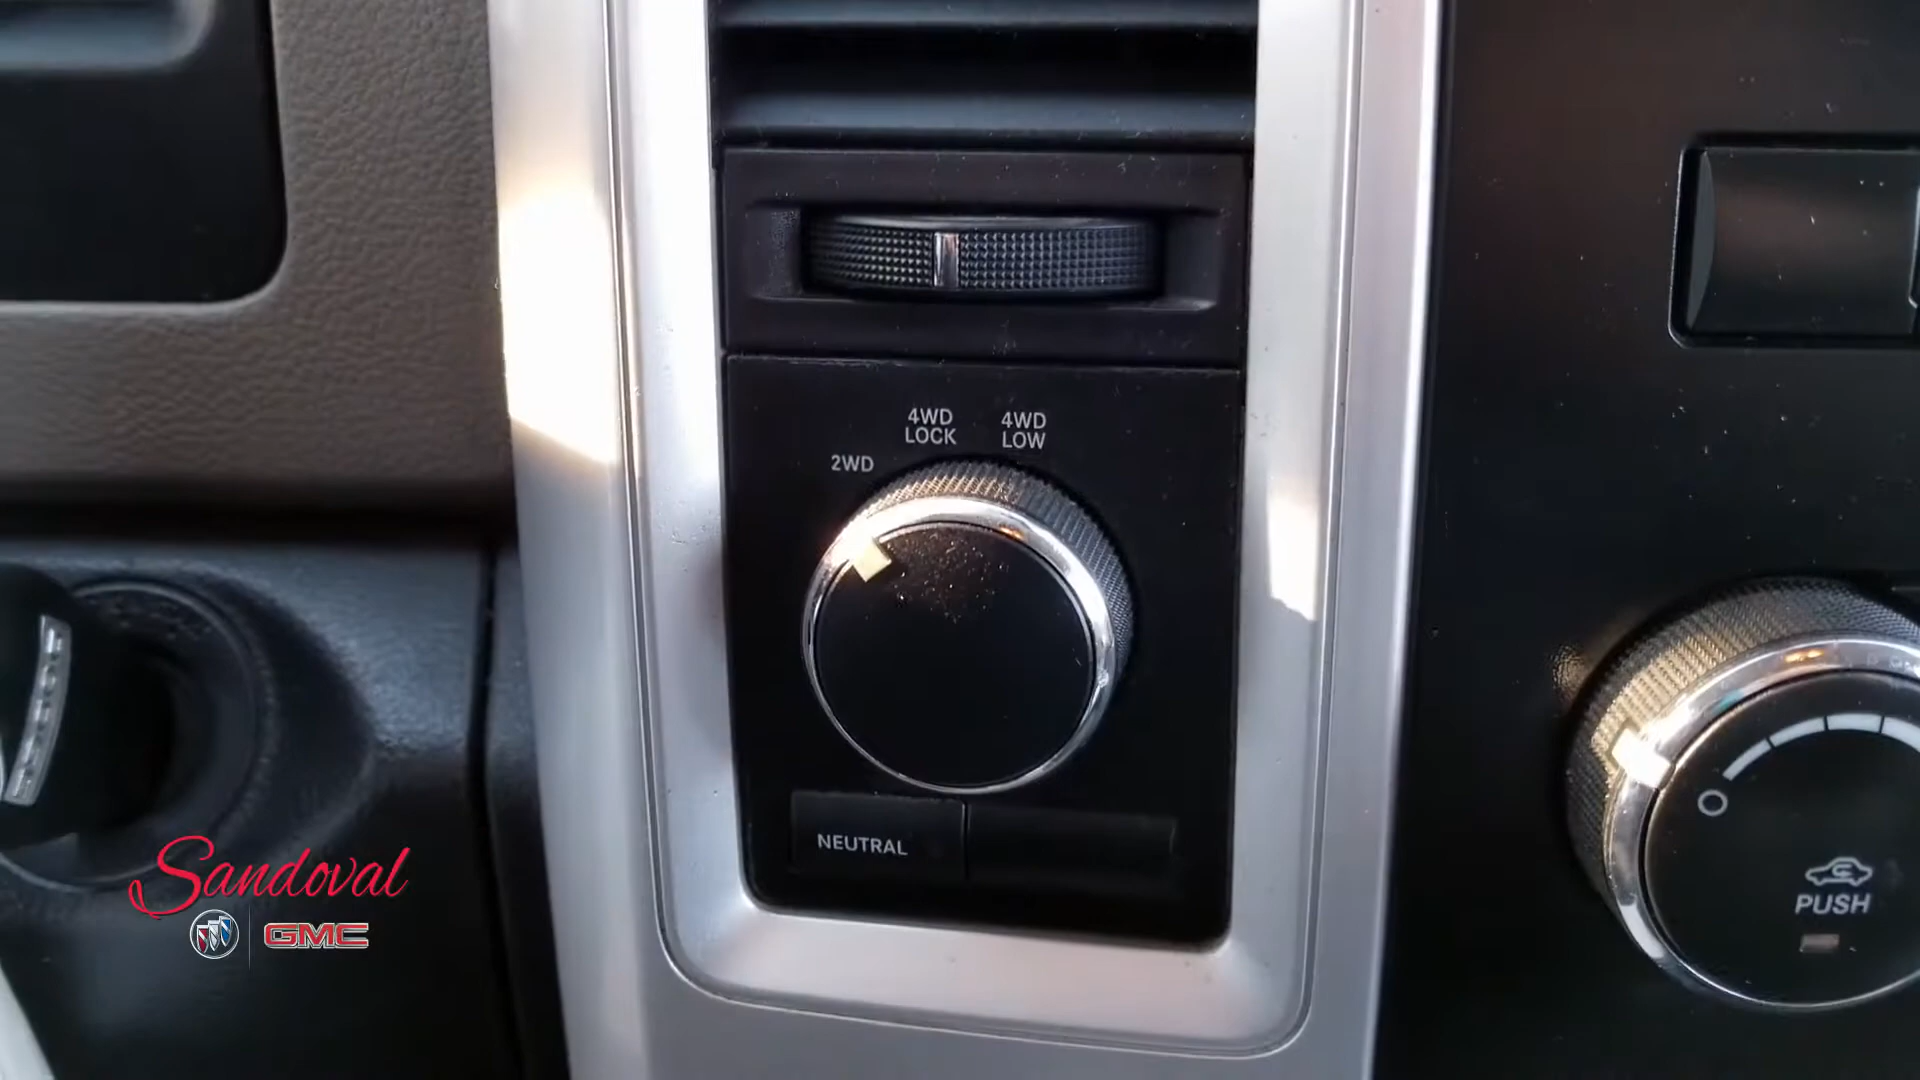 4WD
LOCK
4WD
LOW
2WD
NEUTRAL
PUSH
Sandoval
GMC